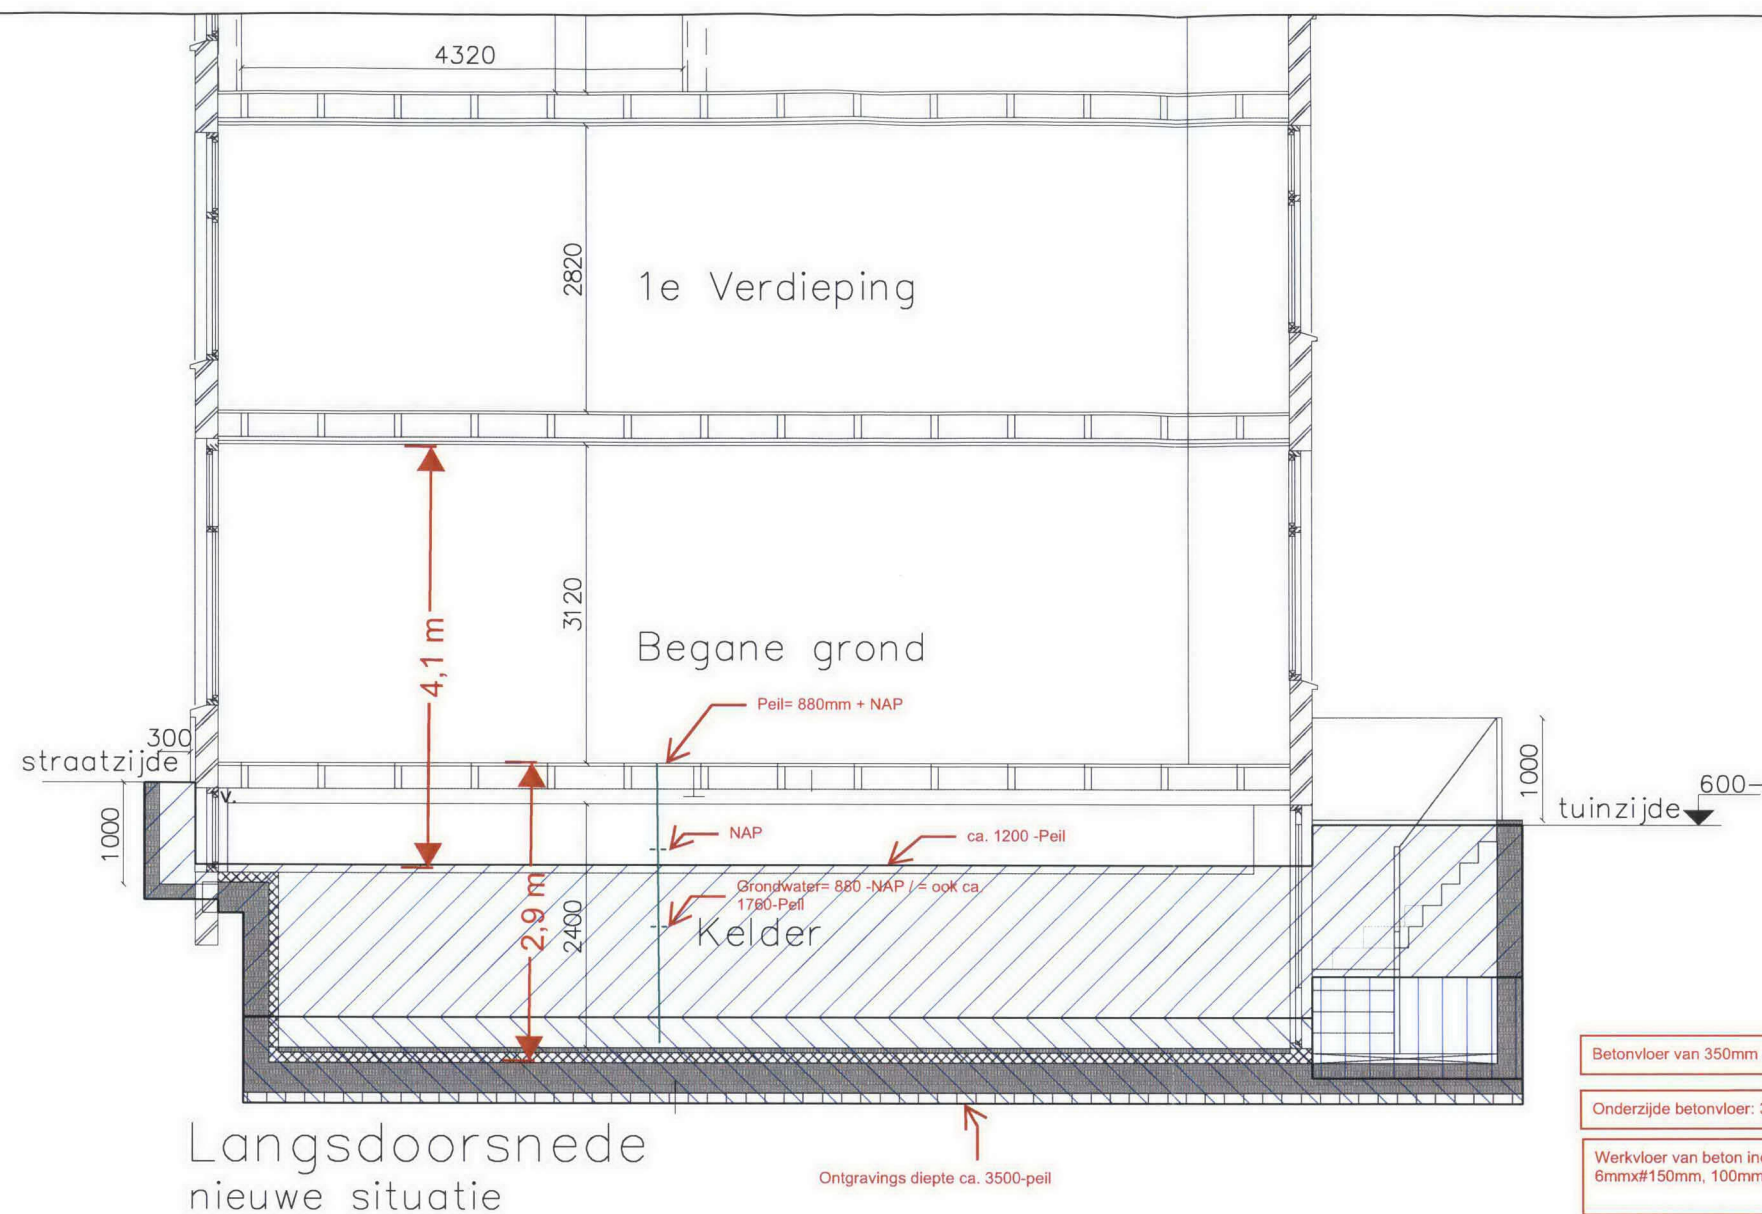 4320
2820
1e Verdieping
4,1 m
3120
Begane grond
Peil= 880mm + NAP
300
straatzijde
1000
v.
NAP
ca. 1200 -Peil
1000
600-
tuinzijde
2,9 m
2400
Grondwater= 880 -NAP / = ook ca.
1760-Peil
Kelder
Betonvloer van 350mm
Onderzijde betonvloer:
Werkvloer van beton
6mmx#150mm, 100mm
Langsdoorsnede
nieuwe situatie
Ontgravings diepte ca. 3500-peil